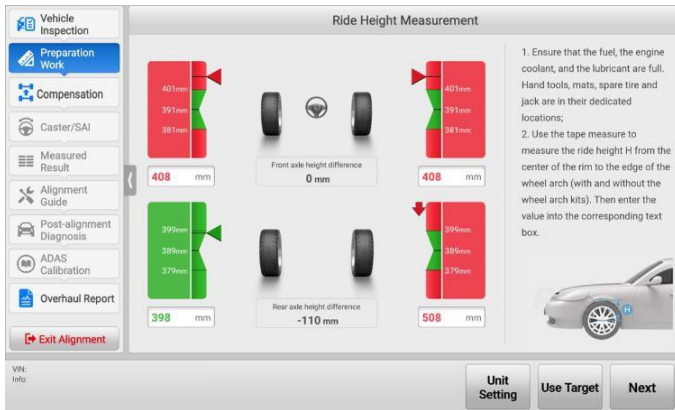 Vehicle
Inspection
Preparation
Work
Compensation
Caster/SAI
Measured
Result
Alignment
Guide
Post-alignment
Diagnosis
ADAS
Calibration
Overhaul Report
Exit Alignment
Ride Height Measurement
401mm
391mm
381mm
408 mm
Front axle height difference
0 mm
401mm
391mm
381mm
408 mm
399mm
389mm
379mm
398 mm
Rear axle height difference
-110 mm
399mm
389mm
379mm
508 mm
1. Ensure that the fuel, the engine
coolant, and the lubricant are full.
Hand tools, mats, spare tire and
jack are in their dedicated
locations;
2. Use the tape measure to
measure the ride height H from the
center of the rim to the edge of the
wheel arch (with and without the
wheel arch kits). Then enter the
value into the corresponding text
box.
H
VIN:
Info:
Unit
Setting
Use Target
Next